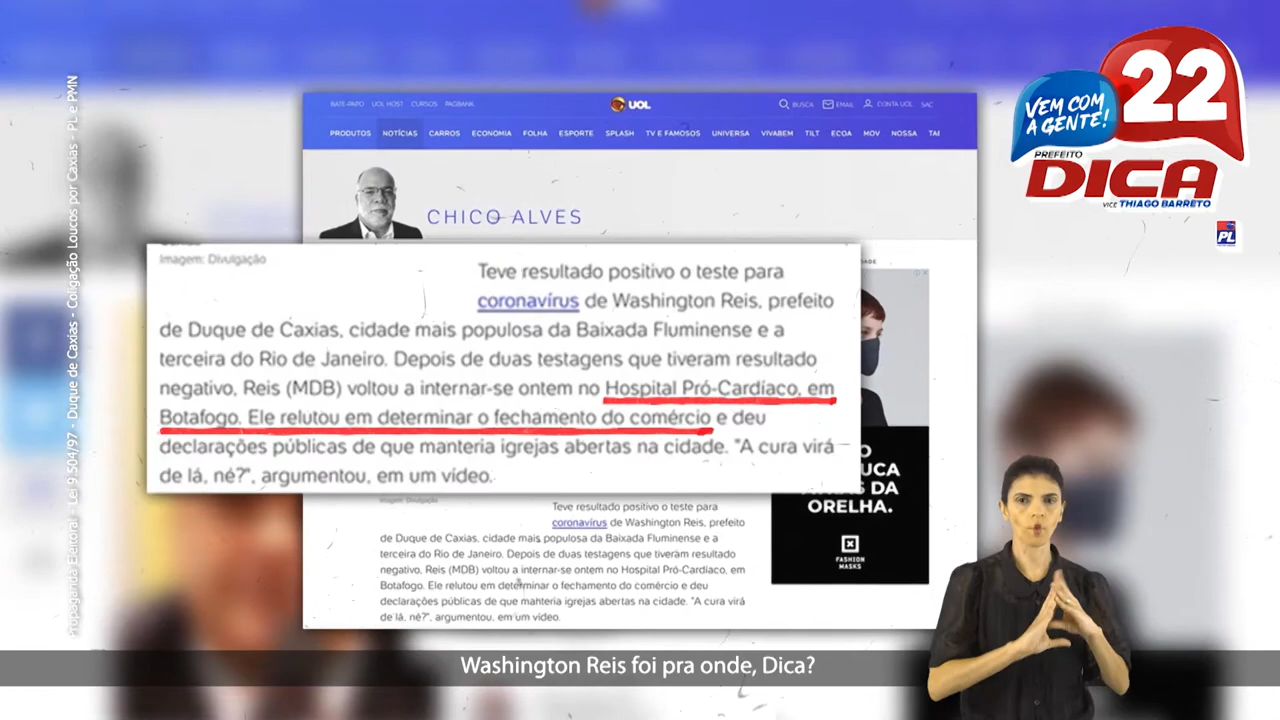 BATE-PAPO UOL HOST CURSOS PAGBANK
UOL
BUSCA EMAIL CONTA UOL SAC
PRODUTOS NOTÍCIAS CARROS ECONOMIA FOLHA ESPORTE SPLASH TV E FAMOSOS UNIVERSA VIVABEM TILT ECOA MOV NOSSA TAI
CHICO ALVES
VEM COM
A GENTE!
22
PREFEITO
DICA
VICE THIAGO BARRETO
PL
Propaganda Eleitoral - Lei 9.504/97 - Duque de Caxias - Coligação Loucos por Caxias - PL e PMN
Imagem: Divulgação
Teve resultado positivo o teste para
coronavírus de Washington Reis, prefeito
de Duque de Caxias, cidade mais populosa da Baixada Fluminense e a
terceira do Rio de Janeiro. Depois de duas testagens que tiveram resultado
negativo, Reis (MDB) voltou a internar-se ontem no Hospital Pró-Cardíaco, em
Botafogo. Ele relutou em determinar o fechamento do comércio e deu
declarações públicas de que manteria igrejas abertas na cidade. "A cura virá
de lá, né?", argumentou, em um vídeo.
Imagem: Divulgação
Teve resultado positivo o teste para
coronavírus de Washington Reis, prefeito
de Duque de Caxias, cidade mais populosa da Baixada Fluminense e a
terceira do Rio de Janeiro. Depois de duas testagens que tiveram resultado
negativo, Reis (MDB) voltou a internar-se ontem no Hospital Pró-Cardíaco, em
Botafogo. Ele relutou em determinar o fechamento do comércio e deu
declarações públicas de que manteria igrejas abertas na cidade. "A cura virá
de lá, né?", argumentou, em um vídeo.
DA
ORELHA.
FASHION
MASKS
Washington Reis foi pra onde, Dica?